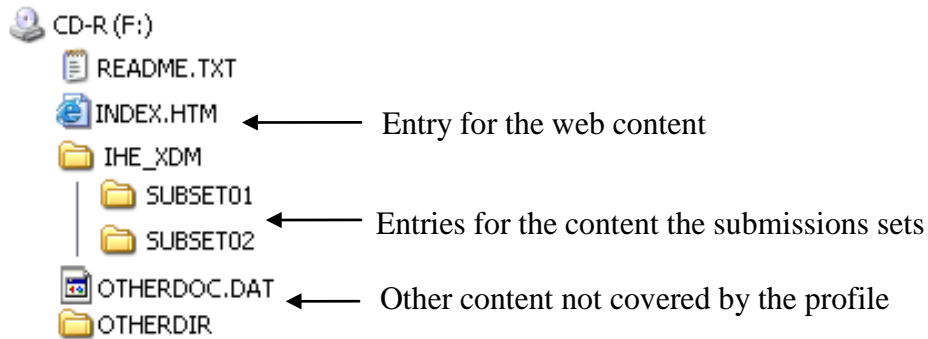 CD-R (F:)
README.TXT
INDEX.HTM
Entry for the web content
IHE_XDM
SUBSET01
SUBSET02
Entries for the content the submissions sets
OTHERDOC.DAT
Other content not covered by the profile
OTHERDIR